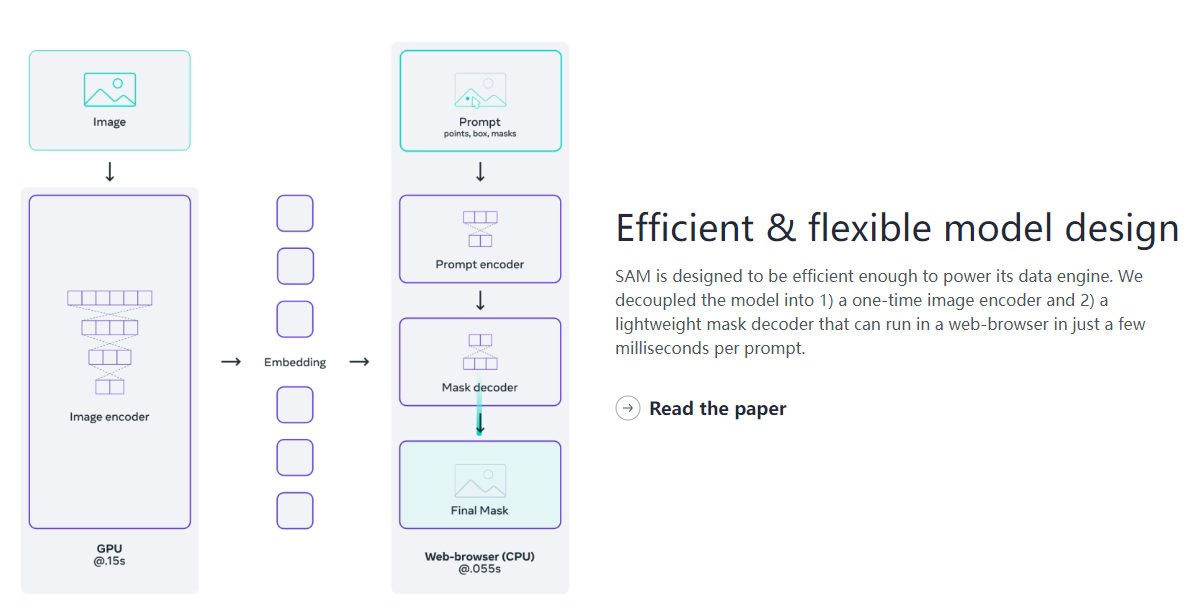 Image
Image encoder
GPU
@.15s
Embedding
Prompt
points, box, masks
Prompt encoder
Mask decoder
Final Mask
Web-browser (CPU)
@.055s
Efficient & flexible model design
SAM is designed to be efficient enough to power its data engine. We
decoupled the model into 1) a one-time image encoder and 2) a
lightweight mask decoder that can run in a web-browser in just a few
milliseconds per prompt.
Read the paper